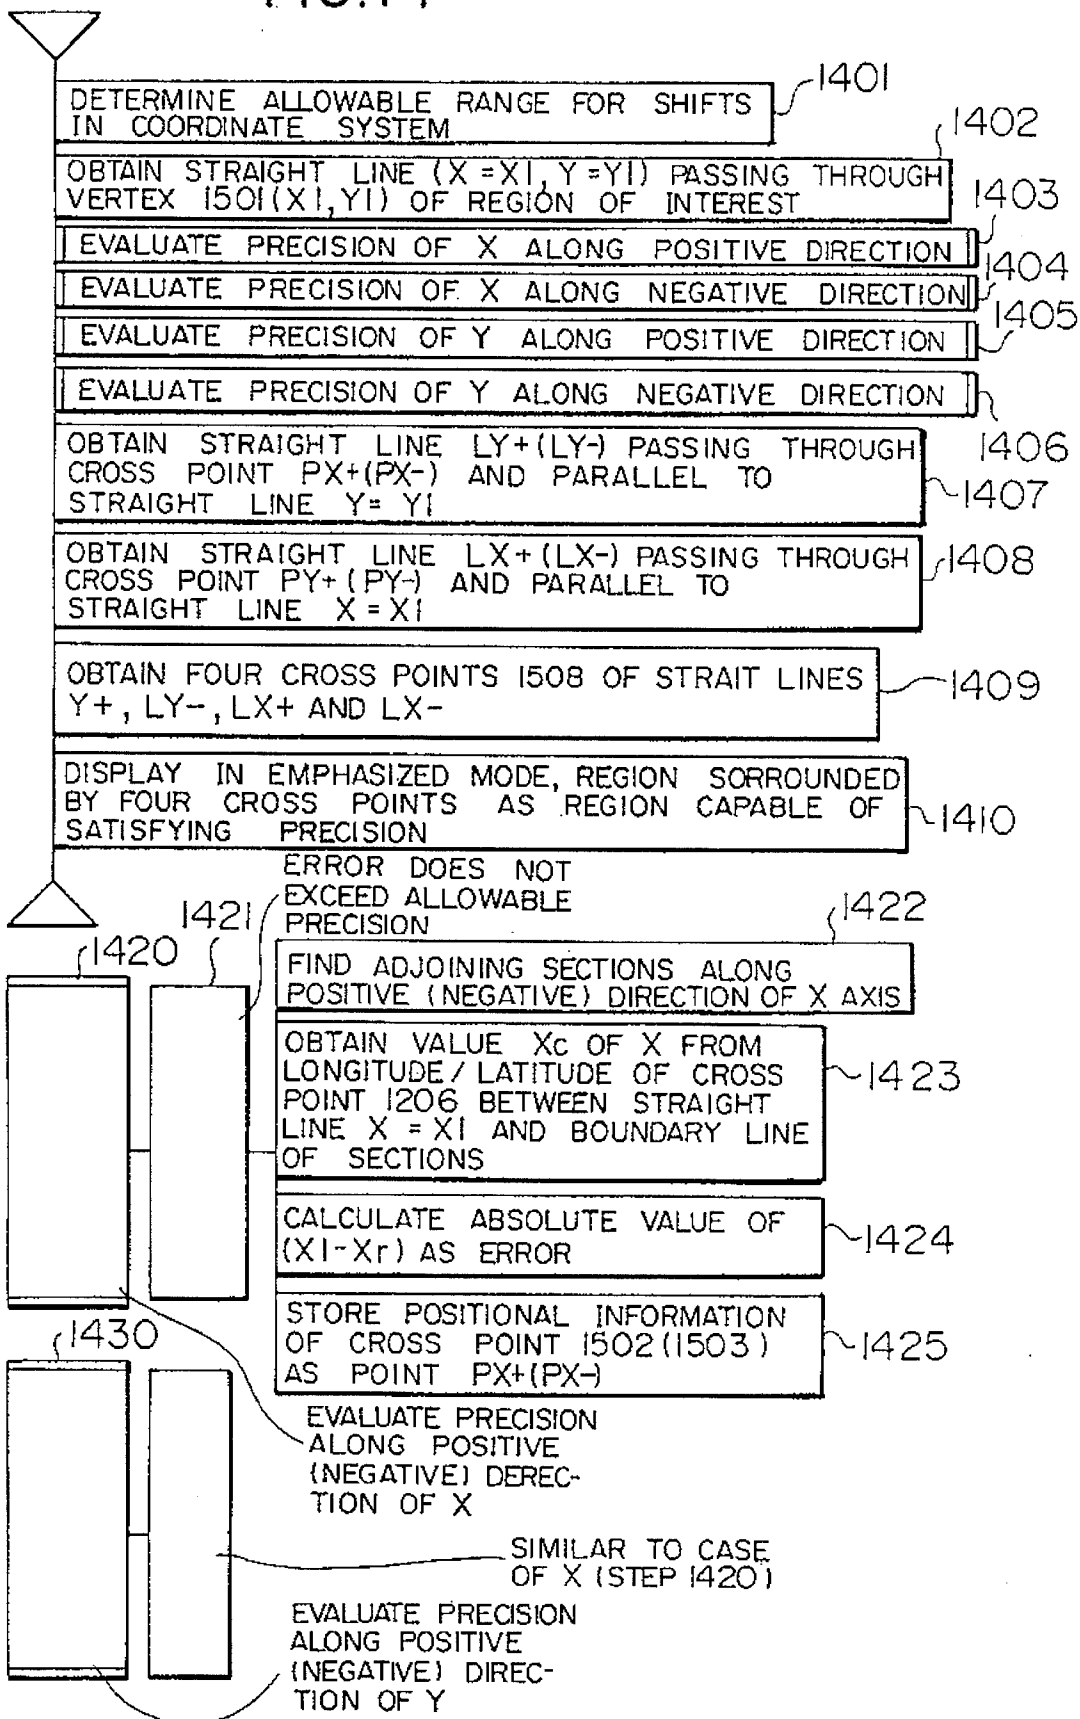 1401
DETERMINE ALLOWABLE RANGE FOR SHIFTS
IN COORDINATE SYSTEM
1402
OBTAIN STRAIGHT LINE (X = X1, Y = Y1) PASSING THROUGH
VERTEX 1501(X1, Y1) OF REGION OF INTEREST
1403
EVALUATE PRECISION OF X ALONG POSITIVE DIRECTION
1404
EVALUATE PRECISION OF X ALONG NEGATIVE DIRECTION
1405
EVALUATE PRECISION OF Y ALONG POSITIVE DIRECTION
EVALUATE PRECISION OF Y ALONG NEGATIVE DIRECTION
1406
OBTAIN STRAIGHT LINE LY+(LY-) PASSING THROUGH
CROSS POINT PX+(PX-) AND PARALLEL TO
STRAIGHT LINE Y= Y1
1407
OBTAIN STRAIGHT LINE LX+(LX-) PASSING THROUGH
CROSS POINT PY+(PY-) AND PARALLEL TO
STRAIGHT LINE X = X1
1408
OBTAIN FOUR CROSS POINTS 1508 OF STRAIT LINES
Y+, LY-, LX+ AND LX-
1409
DISPLAY IN EMPHASIZED MODE, REGION SORROUNDED
BY FOUR CROSS POINTS AS REGION CAPABLE OF
SATISFYING PRECISION
1410
ERROR DOES NOT
EXCEED ALLOWABLE
PRECISION
1420
1421
1422
FIND ADJOINING SECTIONS ALONG
POSITIVE (NEGATIVE) DIRECTION OF X AXIS
OBTAIN VALUE Xc OF X FROM
LONGITUDE/LATITUDE OF CROSS
POINT 1206 BETWEEN STRAIGHT
LINE X = X1 AND BOUNDARY LINE
OF SECTIONS
1423
CALCULATE ABSOLUTE VALUE OF
(X1-Xr) AS ERROR
1424
STORE POSITIONAL INFORMATION
OF CROSS POINT 1502(1503)
AS POINT PX+(PX-)
1425
1430
EVALUATE PRECISION
ALONG POSITIVE
(NEGATIVE) DEREC-
TION OF X
SIMILAR TO CASE
OF X (STEP 1420)
EVALUATE PRECISION
ALONG POSITIVE
(NEGATIVE) DIREC-
TION OF Y